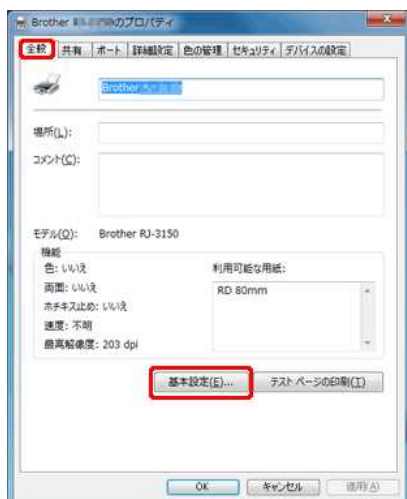 Brother のプロパティ
全般 共有 ポート 詳細設定 色の管理 セキュリティ デバイスの設定
Brother
場所(L):
コメント(C):
モデル(O): Brother RJ-3150
機能
色: いいえ 利用可能な用紙:
両面: いいえ RD 80mm
ホチキス止め: いいえ
速度: 不明
最高解像度: 203 dpi
基本設定(E)... テスト ページの印刷(T)
OK キャンセル 適用(A)